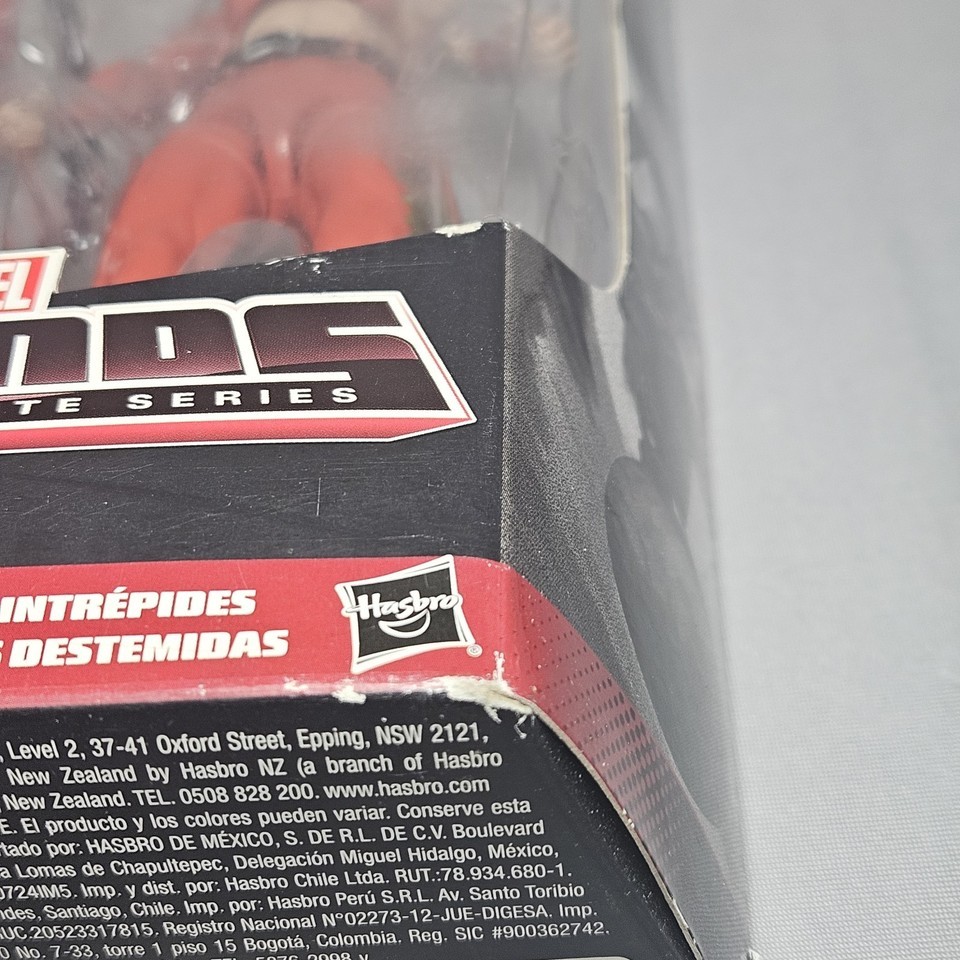 EL
NDS
TE SERIES
INTRÉPIDES
S DESTEMIDAS
Hasbro
®
, Level 2, 37-41 Oxford Street, Epping, NSW 2121,
New Zealand by Hasbro NZ (a branch of Hasbro
, New Zealand. TEL. 0508 828 200. www.hasbro.com
E. El producto y los colores pueden variar. Conserve esta
rtado por: HASBRO DE MÉXICO, S. DE R.L. DE C.V. Boulevard
a Lomas de Chapultepec, Delegación Miguel Hidalgo, México,
0724IM5. Imp. y dist. por: Hasbro Chile Ltda. RUT.:78.934.680-1.
ndes, Santiago, Chile. Imp. por: Hasbro Perú S.R.L. Av. Santo Toribio
UC.20523317815. Registro Nacional N°02273-12-JUE-DIGESA. Imp.
0 No. 7-33, torre 1 piso 15 Bogotá, Colombia. Reg. SIC #900362742.